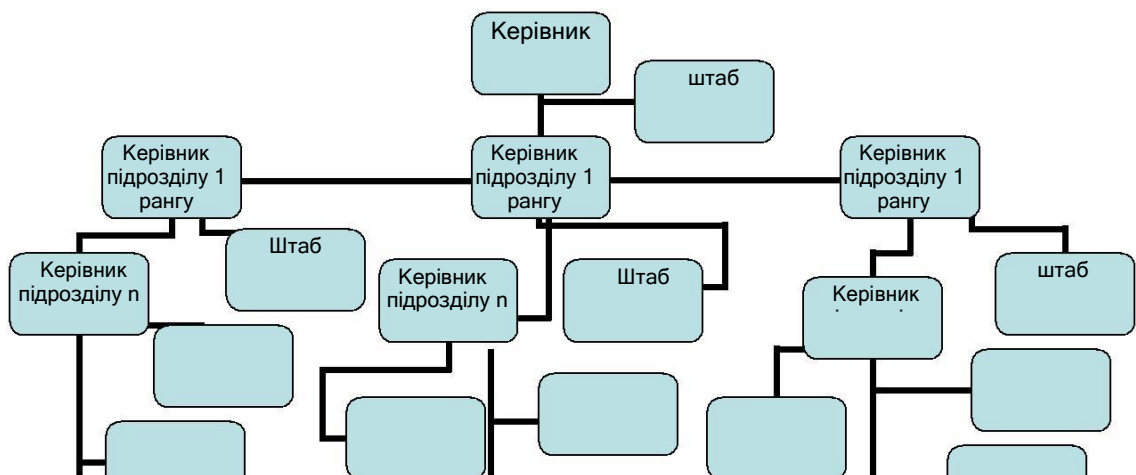 Керівник
штаб
Керівник
підрозділу 1
рангу
Керівник
підрозділу 1
рангу
Керівник
підрозділу 1
рангу
Штаб
Керівник
підрозділу n
Керівник
підрозділу n
Штаб
Керівник
штаб